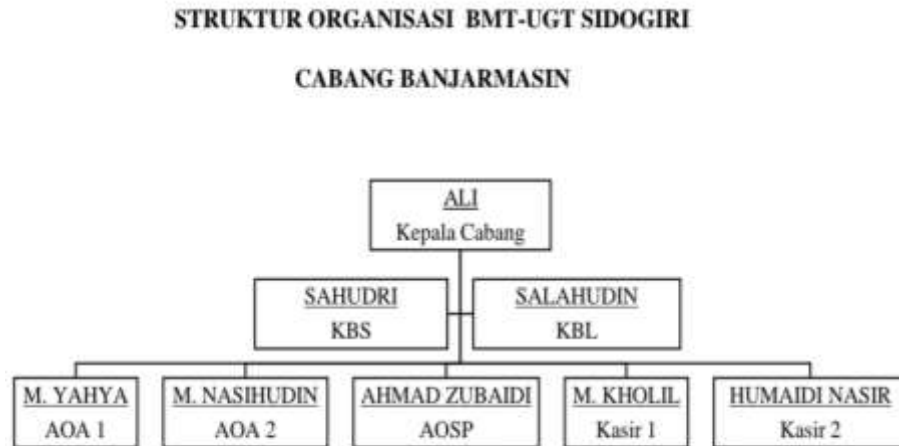 STRUKTUR ORGANISASI BMT-UGT SIDOGIRI
CABANG BANJARMASIN
ALI
Kepala Cabang
SAHUDRI
KBS
SALAHUDIN
KBL
M. YAHYA
AOA 1
M. NASIHUDIN
AOA 2
AHMAD ZUBAIDI
AOSP
M. KHOLIL
Kasir 1
HUMAIDI NASIR
Kasir 2